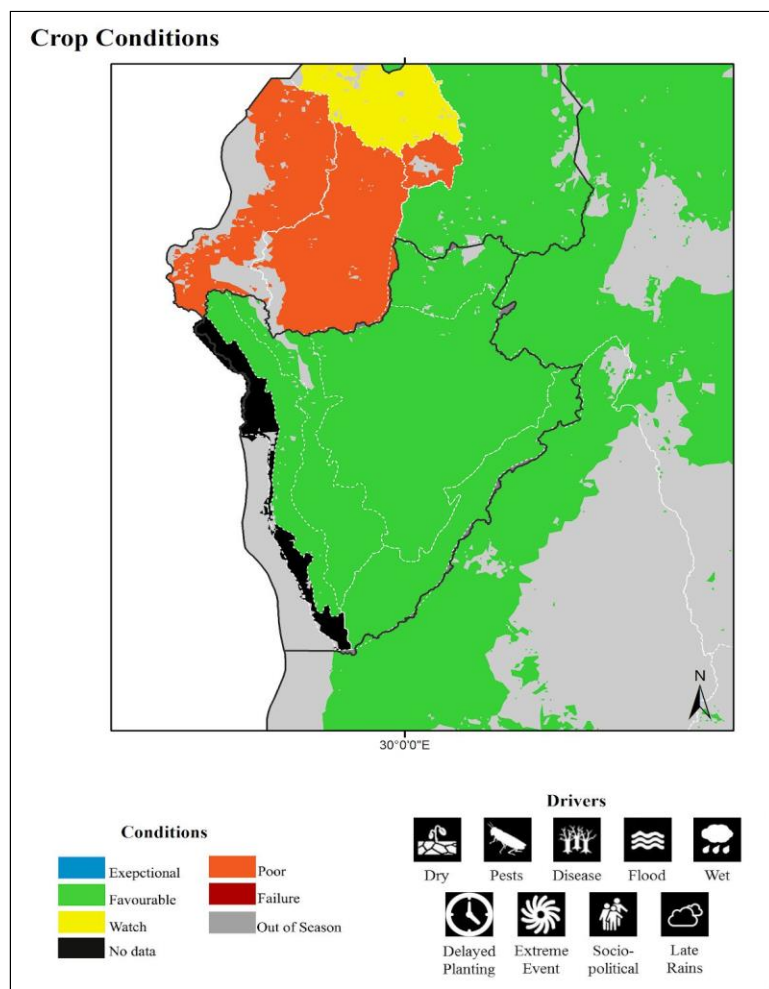 Crop Conditions
N
30°0'0"E
Conditions
Exepctional
Poor
Favourable
Failure
Watch
Out of Season
No data
Drivers
Dry
Pests
Disease
Flood
Wet
Delayed
Planting
Extreme
Event
Socio-
political
Late
Rains